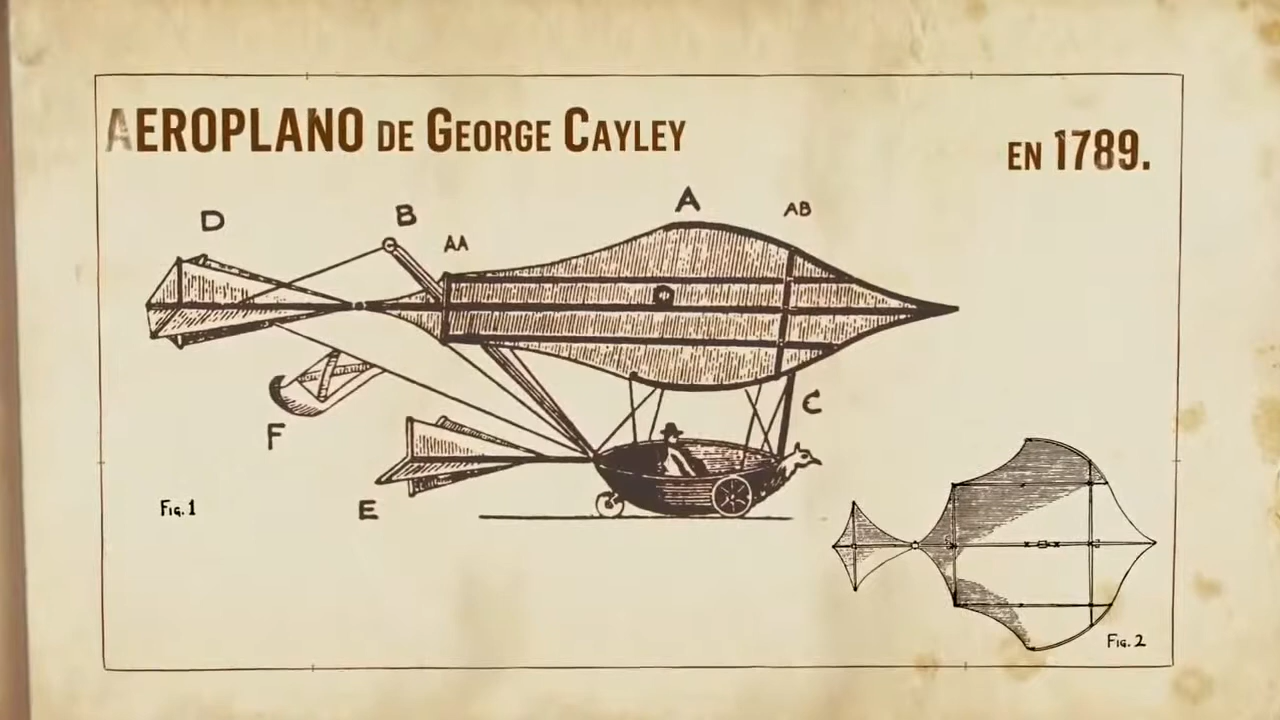 AEROPLANO DE GEORGE CAYLEY
EN 1789.
A
AB
D
B
AA
C
F
E
FIG. 1
FIG. 2